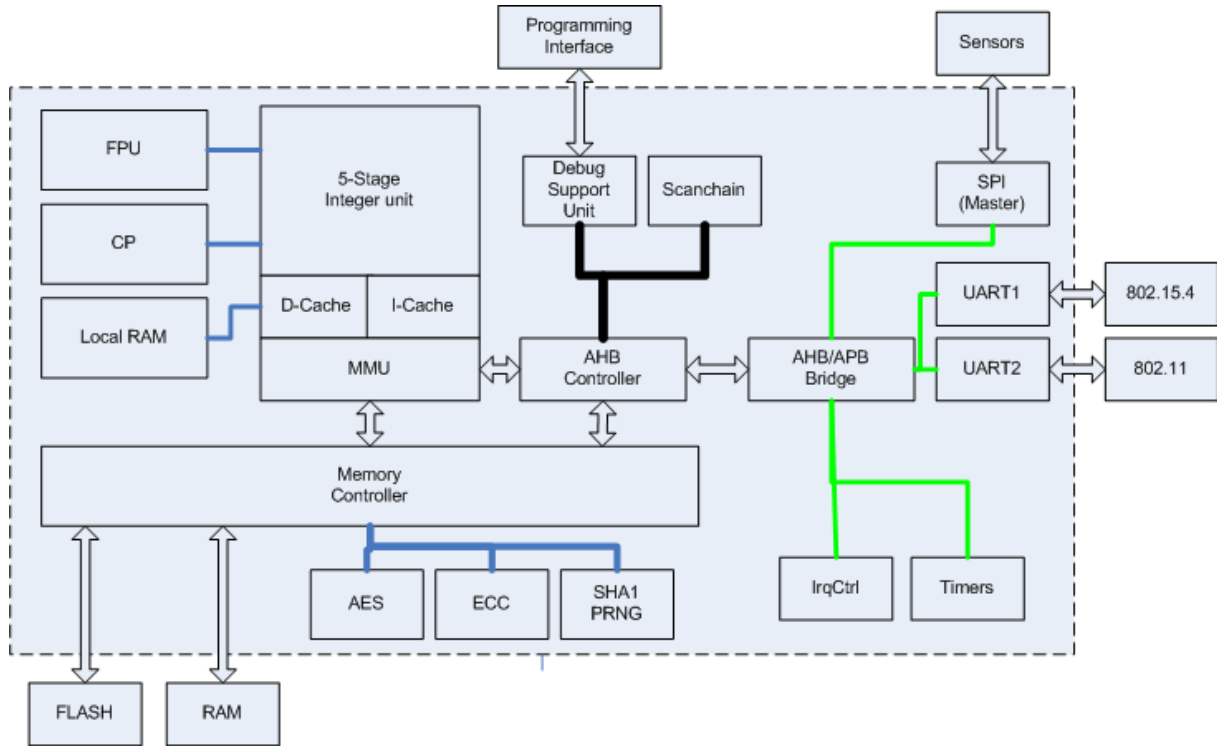 Programming
Interface
Sensors
FPU
5-Stage
Integer unit
Debug
Support
Unit
Scanchain
SPI
(Master)
CP
D-Cache
I-Cache
UART1
802.15.4
Local RAM
MMU
AHB
Controller
AHB/APB
Bridge
UART2
802.11
Memory
Controller
AES
ECC
SHA1
PRNG
IrqCtrl
Timers
FLASH
RAM